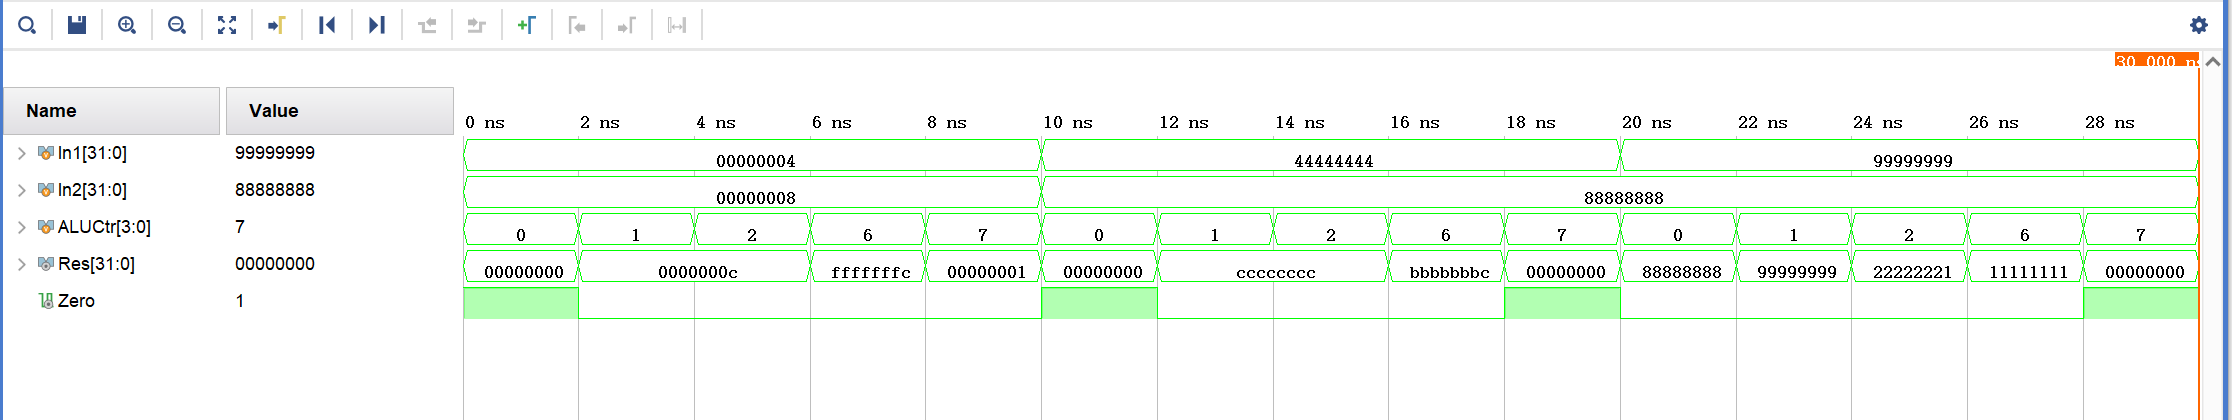 30.000 ns
Name Value
0 ns 2 ns 4 ns 6 ns 8 ns 10 ns 12 ns 14 ns 16 ns 18 ns 20 ns 22 ns 24 ns 26 ns 28 ns
In1[31:0] 99999999 00000004 44444444 99999999
In2[31:0] 88888888 00000008 88888888
ALUCtr[3:0] 7 0 1 2 6 7 0 1 2 6 7 0 1 2 6 7
Res[31:0] 00000000 00000000 0000000c fffffffc 00000001 00000000 cccccccc bbbbbbbc 00000000 88888888 99999999 22222221 11111111 00000000
Zero 1